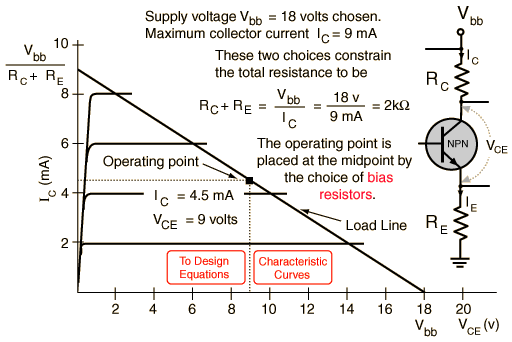 Supply voltage Vbb = 18 volts chosen.
Maximum collector current IC = 9 mA
These two choices constrain
the total resistance to be
RC + RE = Vbb / IC = 18 v / 9 mA = 2kΩ
The operating point is
placed at the midpoint by
the choice of bias
resistors.
Vbb
RC + RE
10
8
6
4
2
IC (mA)
Operating point
IC = 4.5 mA
VCE = 9 volts
Load Line
To Design
Equations
Characteristic
Curves
2 4 6 8 10 12 14 16 18 20
Vbb VCE (v)
Vbb
IC
RC
NPN
VCE
IE
RE